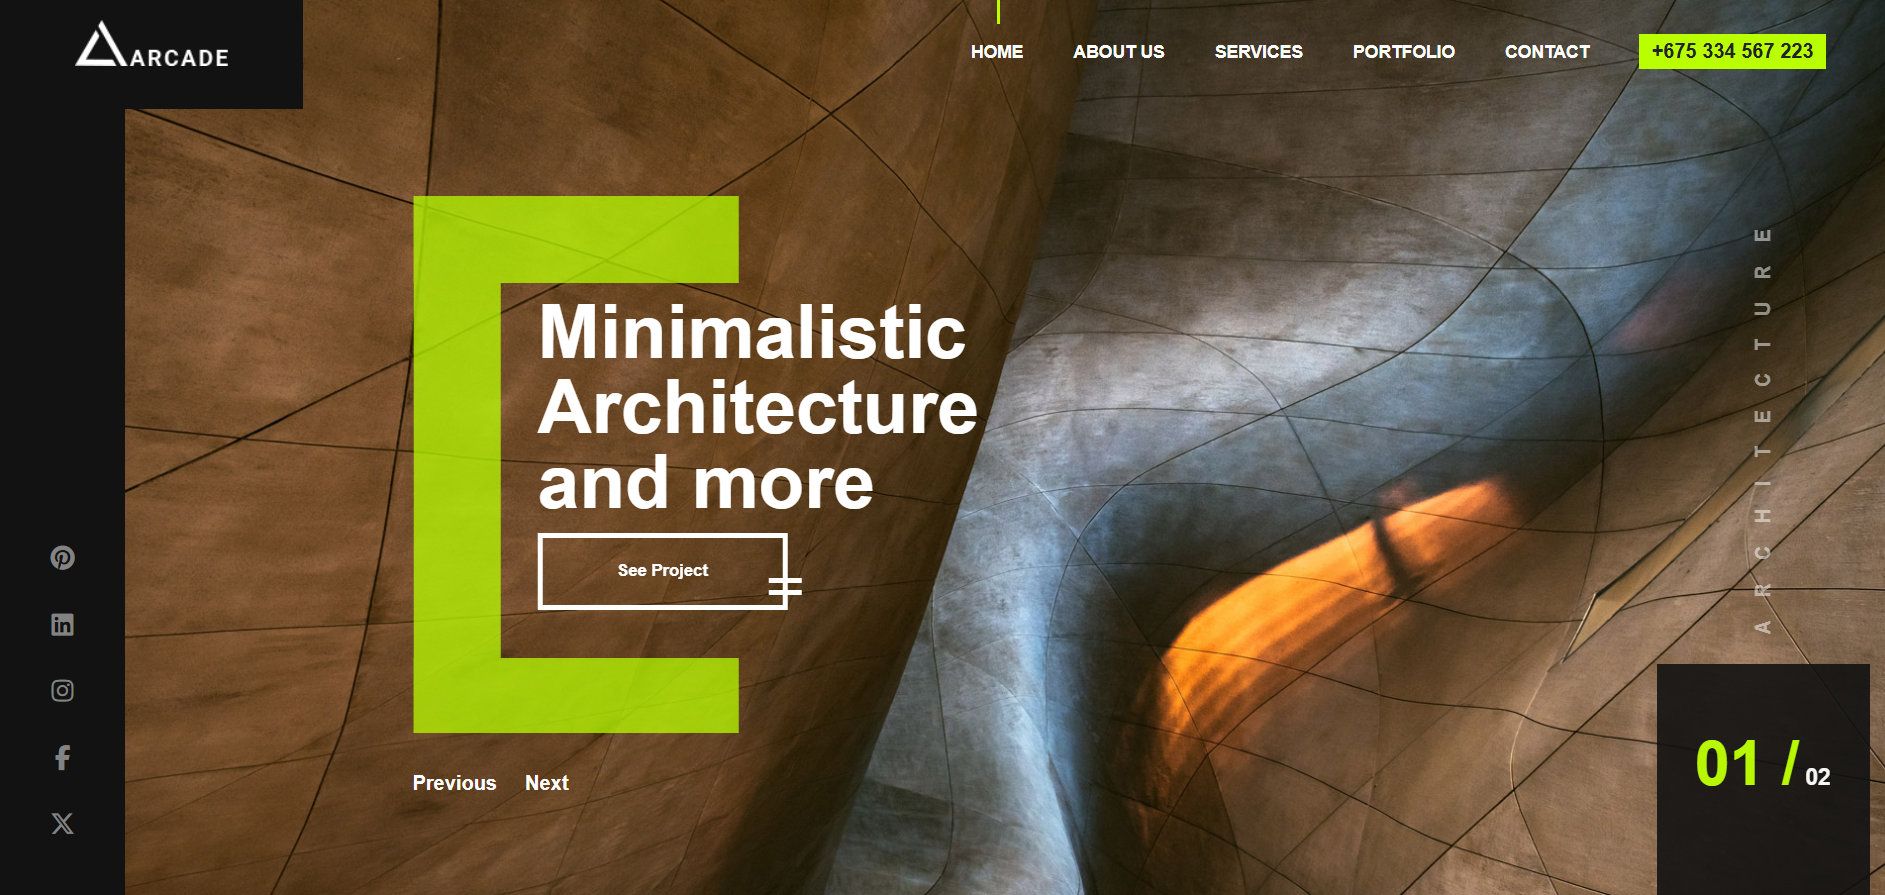 ARCADE
HOME ABOUT US SERVICES PORTFOLIO CONTACT +675 334 567 223
Minimalistic
Architecture
and more
See Project
Previous Next
ARCHITECTURE
01 / 02